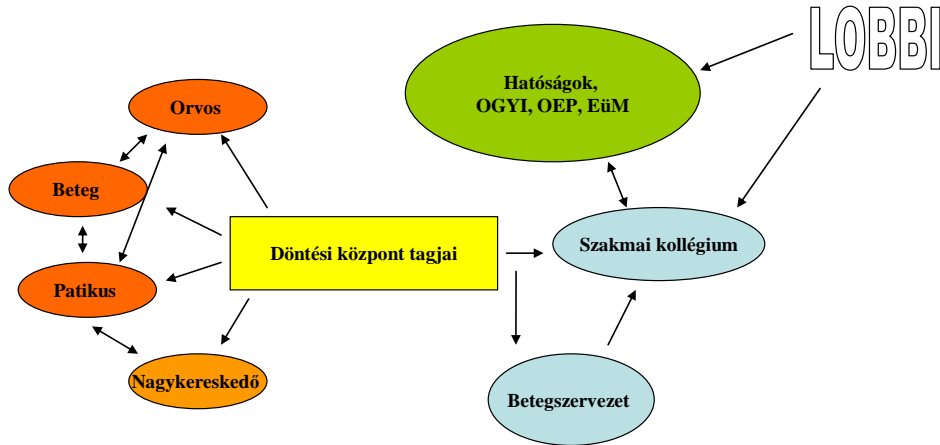 LOBBI
Hatóságok,
OGYI, OEP, EüM
Orvos
Beteg
Döntési központ tagjai
Szakmai kollégium
Patikus
Nagykereskedő
Betegszervezet